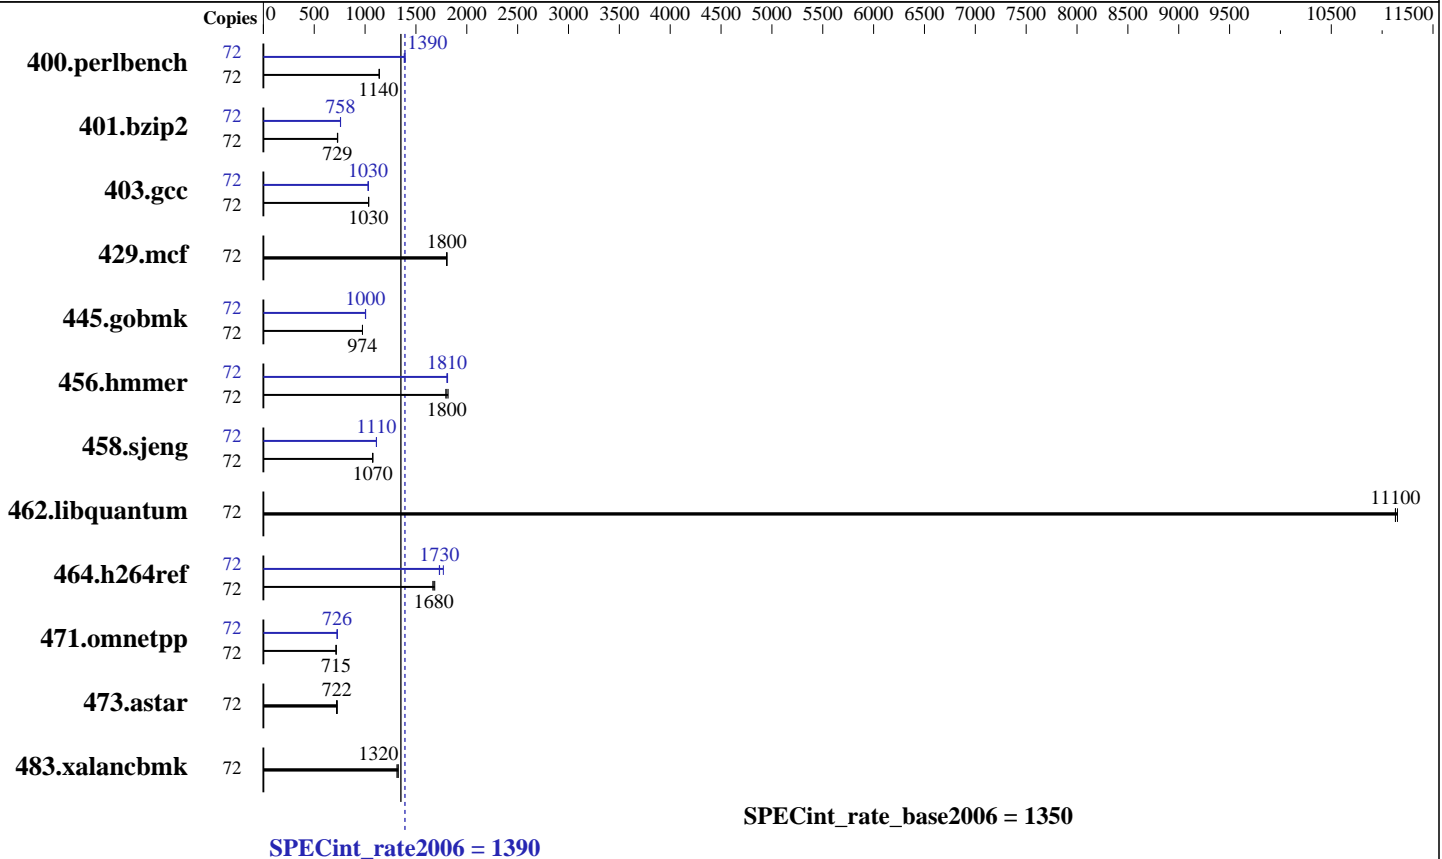 Copies 0 500 1000 1500 2000 2500 3000 3500 4000 4500 5000 5500 6000 6500 7000 7500 8000 8500 9000 9500 10500 11500
400.perlbench 72 1390
72 1140
401.bzip2 72 758
72 729
403.gcc 72 1030
72 1030
429.mcf 72 1800
445.gobmk 72 1000
72 974
456.hmmer 72 1810
72 1800
458.sjeng 72 1110
72 1070
462.libquantum 72 11100
464.h264ref 72 1730
72 1680
471.omnetpp 72 726
72 715
473.astar 72 722
483.xalancbmk 72 1320
SPECint_rate_base2006 = 1350
SPECint_rate2006 = 1390